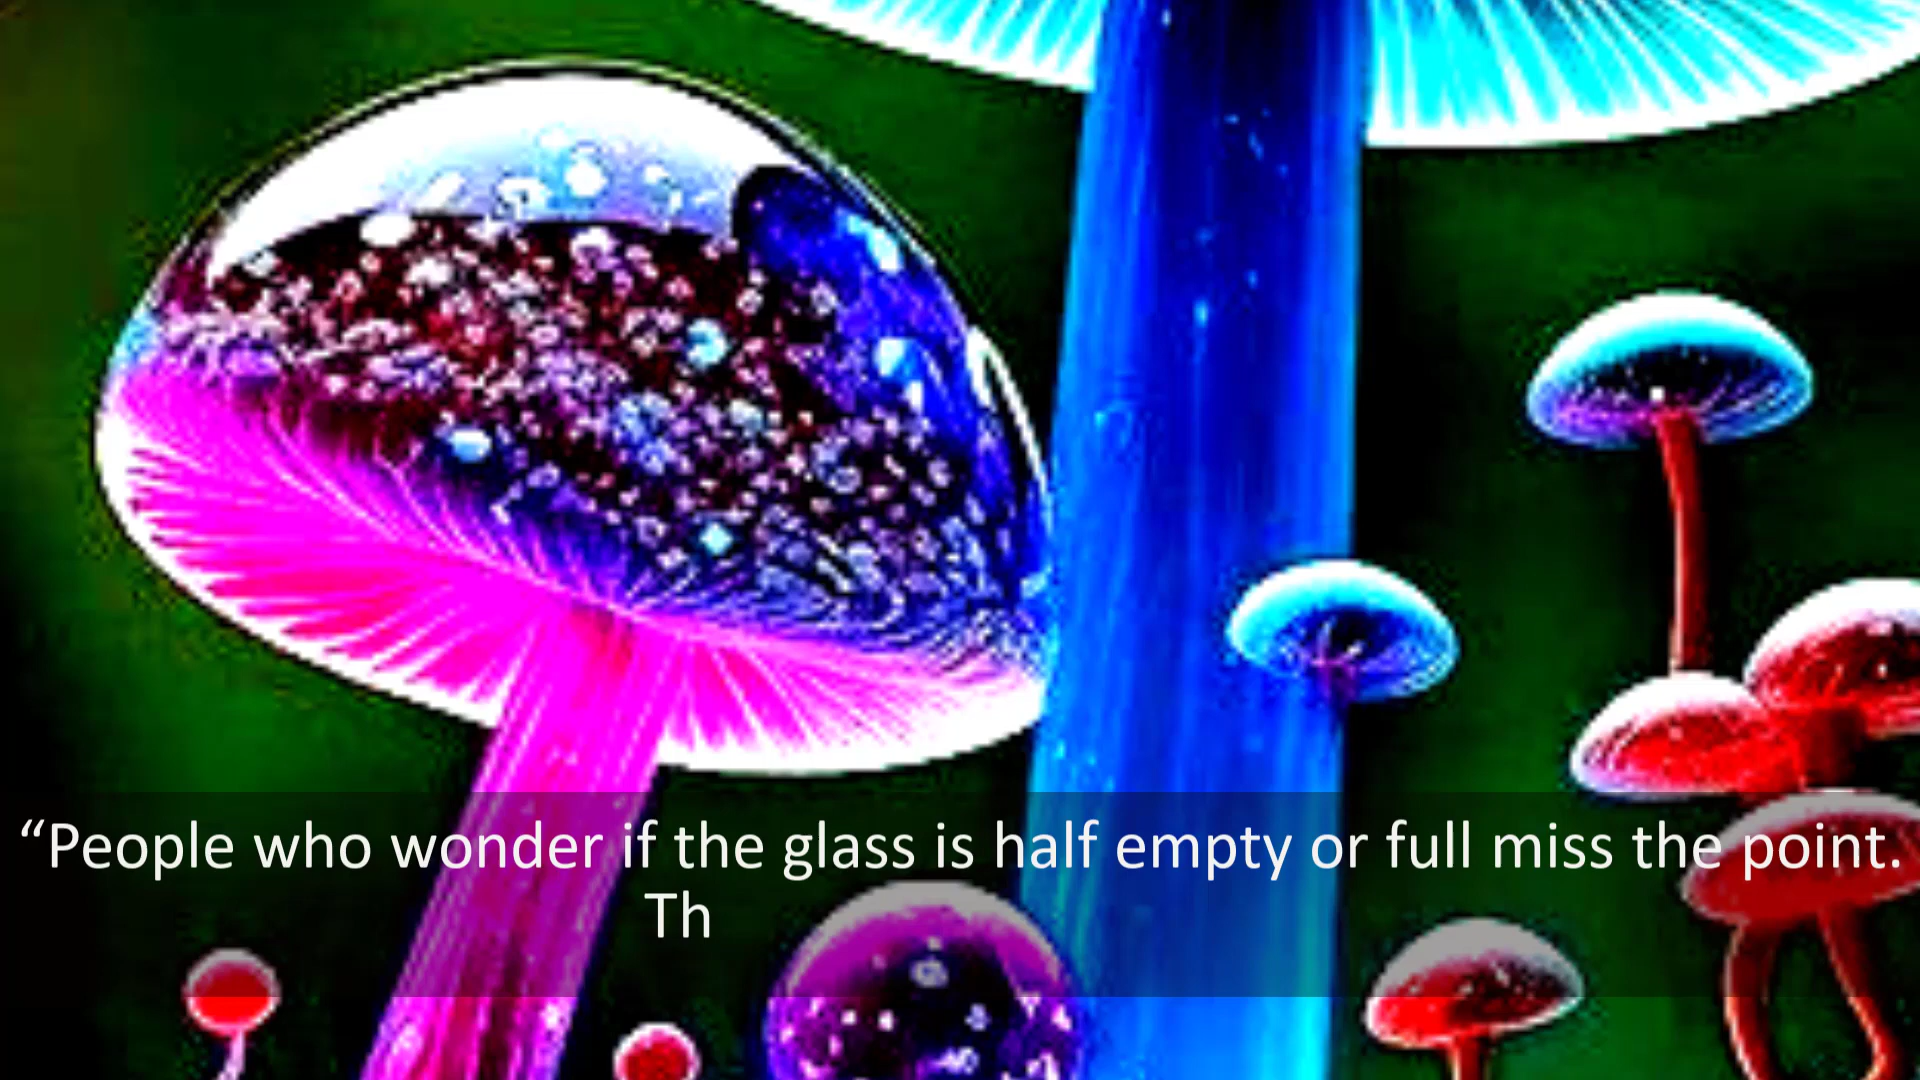 “People who wonder if the glass is half empty or full miss the point.
Th